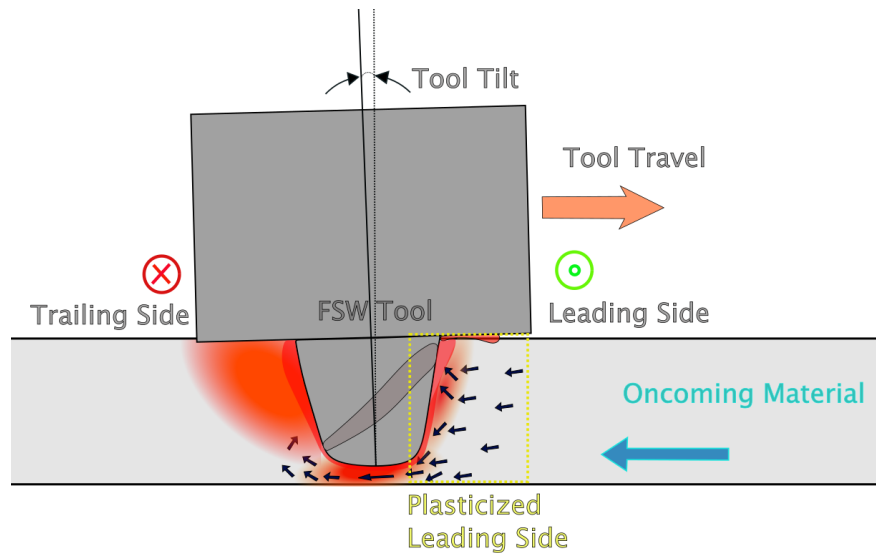 Tool Tilt
Tool Travel
Trailing Side
FSW Tool
Leading Side
Oncoming Material
Plasticized
Leading Side